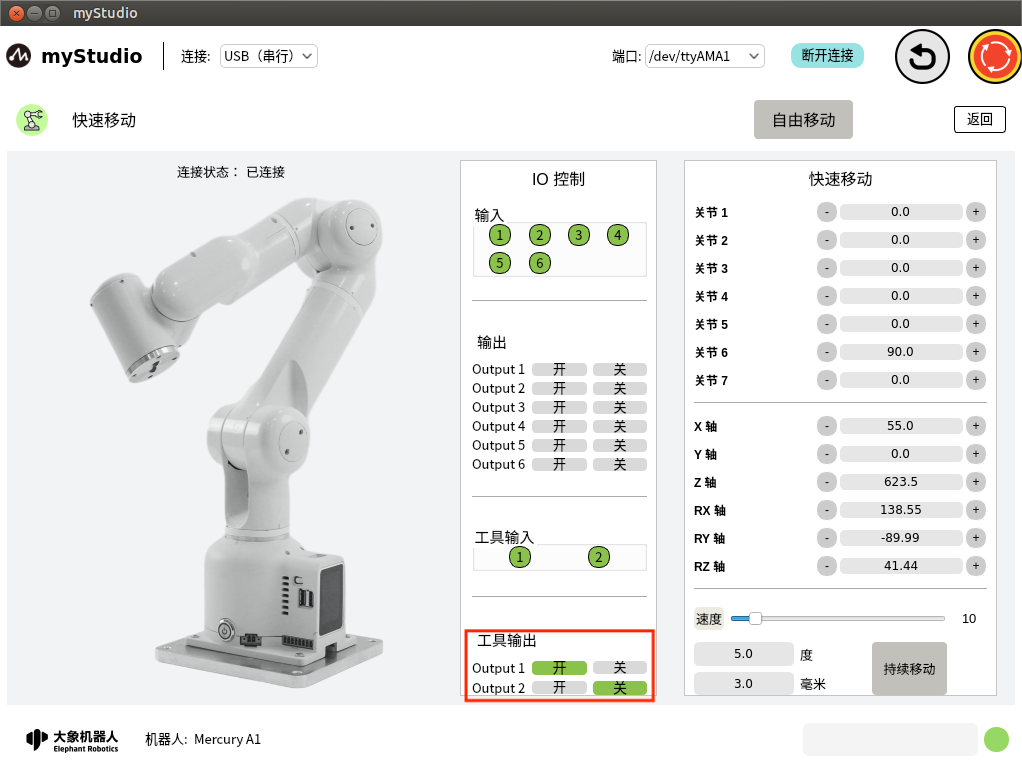 myStudio
myStudio
连接: USB（串行）
端口: /dev/ttyAMA1
断开连接
快速移动
自由移动
返回
连接状态： 已连接
IO 控制
输入
1 2 3 4
5 6
输出
Output 1 开 关
Output 2 开 关
Output 3 开 关
Output 4 开 关
Output 5 开 关
Output 6 开 关
工具输入
1 2
工具输出
Output 1 开 关
Output 2 开 关
快速移动
关节 1 - 0.0 +
关节 2 - 0.0 +
关节 3 - 0.0 +
关节 4 - 0.0 +
关节 5 - 0.0 +
关节 6 - 90.0 +
关节 7 - 0.0 +
X 轴 - 55.0 +
Y 轴 - 0.0 +
Z 轴 - 623.5 +
RX 轴 - 138.55 +
RY 轴 - -89.99 +
RZ 轴 - 41.44 +
速度 10
5.0 度
3.0 毫米
持续移动
大象机器人
Elephant Robotics
机器人: Mercury A1